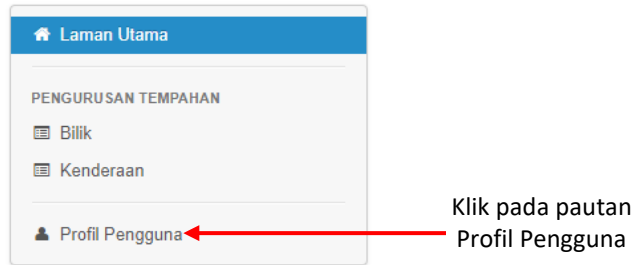 Laman Utama
PENGURUSAN TEMPAHAN
Bilik
Kenderaan
Profil Pengguna
Klik pada pautan
Profil Pengguna